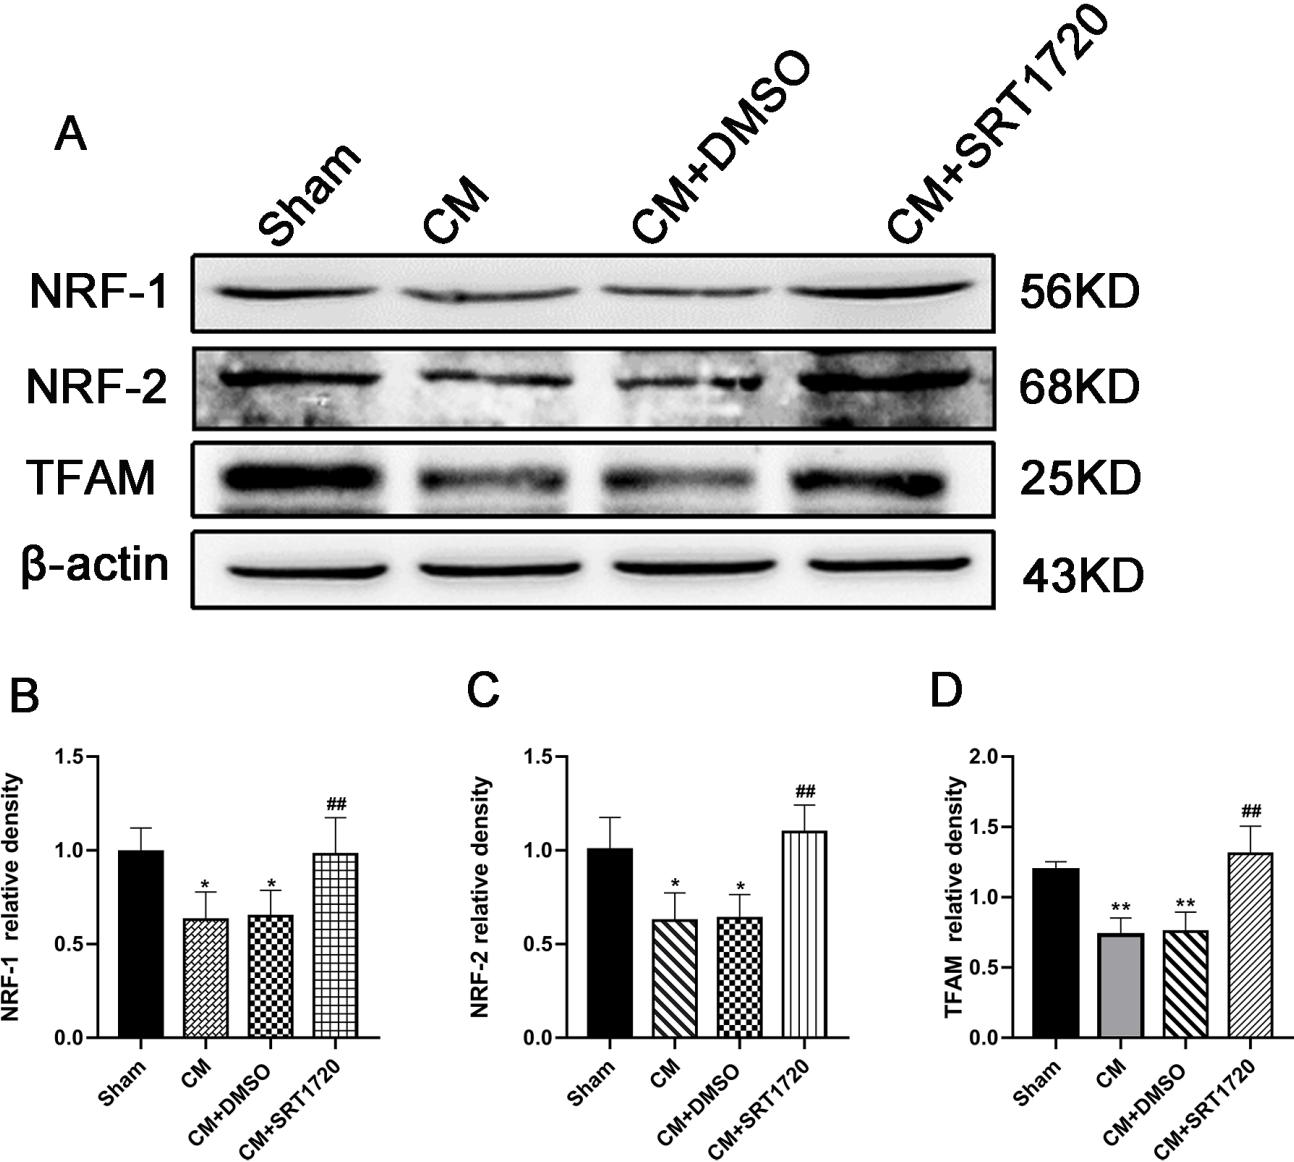 A
Sham
CM
CM+DMSO
CM+SRT1720
NRF-1
56KD
NRF-2
68KD
TFAM
25KD
β-actin
43KD
B
NRF-1 relative density
1.5
1.0
0.5
0.0
*
*
##
Sham
CM
CM+DMSO
CM+SRT1720
C
NRF-2 relative density
1.5
1.0
0.5
0.0
*
*
##
Sham
CM
CM+DMSO
CM+SRT1720
D
TFAM relative density
2.0
1.5
1.0
0.5
0.0
**
**
##
Sham
CM
CM+DMSO
CM+SRT1720